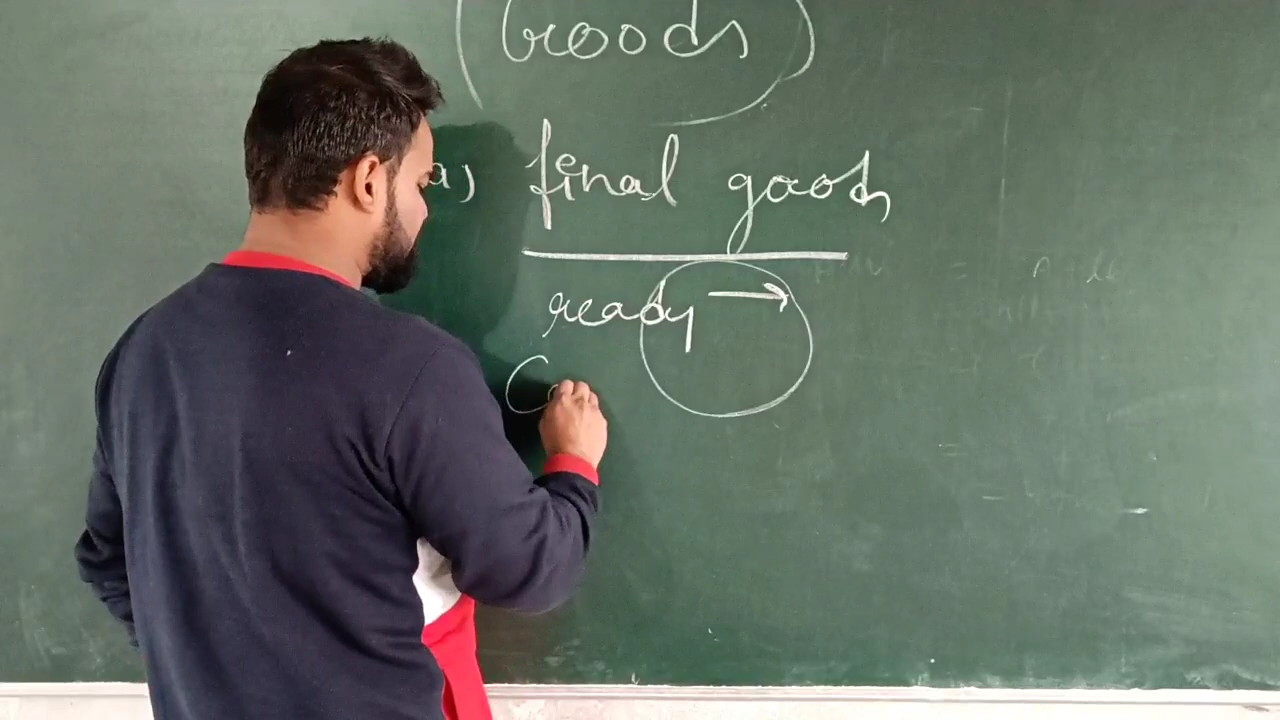 (Goods)
a) final goods
ready →
C